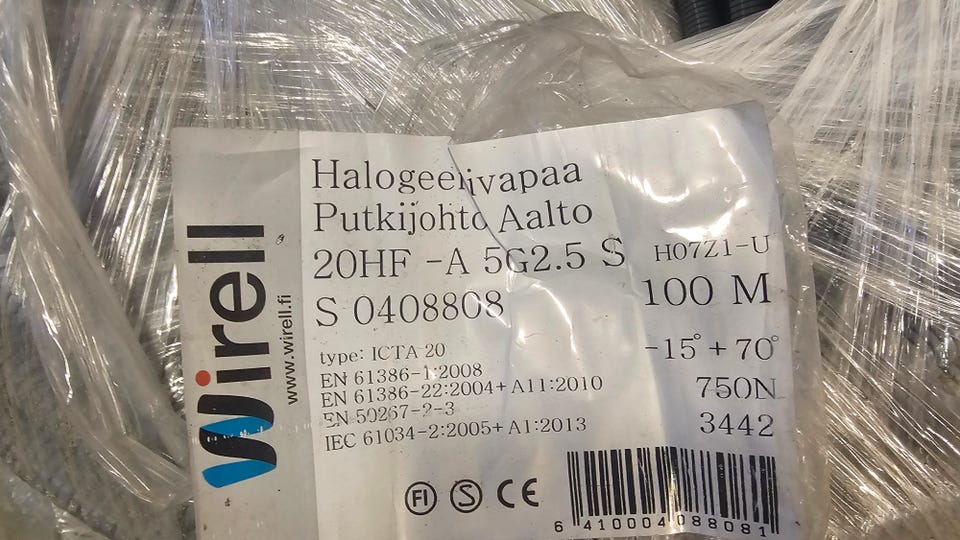 Wirell
www.wirell.fi
Halogeenivapaa
Putkijohto Aalto
20HF -A 5G2.5 S H07Z1-U
S 0408808 100 M
type: ICTA 20 -15° + 70°
EN 61386-1:2008
EN 61386-22:2004+A11:2010 750N
EN 50267-2-3
IEC 61034-2:2005+A1:2013 3442
FI S CE
6 410004 088081